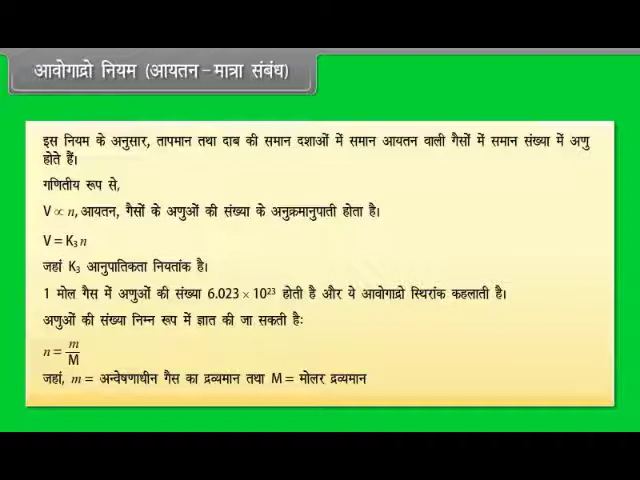 आवोगाद्रो नियम (आयतन – मात्रा संबंध)
इस नियम के अनुसार, तापमान तथा दाब की समान दशाओं में समान आयतन वाली गैसों में समान संख्या में अणु
होते हैं।
गणितीय रूप से,
V ∝ n, आयतन, गैसों के अणुओं की संख्या के अनुक्रमानुपाती होता है।
V = K₃ n
जहां K₃ आनुपातिकता नियतांक है।
1 मोल गैस में अणुओं की संख्या 6.023 × 10²³ होती है और ये आवोगाद्रो स्थिरांक कहलाती है।
अणुओं की संख्या निम्न रूप में ज्ञात की जा सकती है:
n = m/M
जहां, m = अन्वेषणाधीन गैस का द्रव्यमान तथा M = मोलर द्रव्यमान